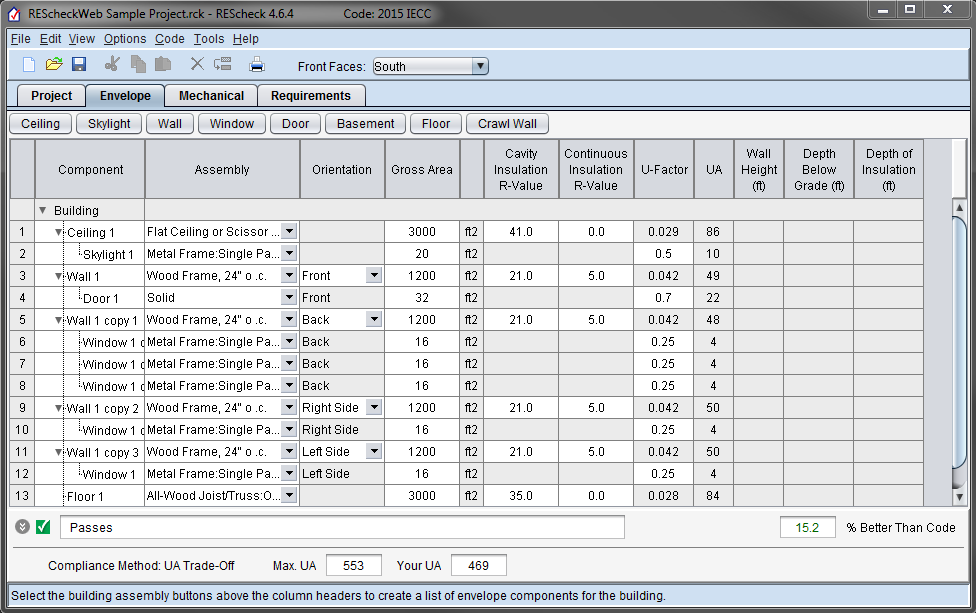 REScheckWeb Sample Project.rck - REScheck 4.6.4 Code: 2015 IECC
File Edit View Options Code Tools Help
Front Faces: South
Project Envelope Mechanical Requirements
Ceiling Skylight Wall Window Door Basement Floor Crawl Wall
Component Assembly Orientation Gross Area Cavity Insulation R-Value Continuous Insulation R-Value U-Factor UA Wall Height (ft) Depth Below Grade (ft) Depth of Insulation (ft)
Building
1 Ceiling 1 Flat Ceiling or Scissor ... 3000 ft2 41.0 0.0 0.029 86
2 Skylight 1 Metal Frame:Single Pa... 20 ft2 0.5 10
3 Wall 1 Wood Frame, 24" o .c. Front 1200 ft2 21.0 5.0 0.042 49
4 Door 1 Solid Front 32 ft2 0.7 22
5 Wall 1 copy 1 Wood Frame, 24" o .c. Back 1200 ft2 21.0 5.0 0.042 48
6 Window 1 c Metal Frame:Single Pa... Back 16 ft2 0.25 4
7 Window 1 c Metal Frame:Single Pa... Back 16 ft2 0.25 4
8 Window 1 c Metal Frame:Single Pa... Back 16 ft2 0.25 4
9 Wall 1 copy 2 Wood Frame, 24" o .c. Right Side 1200 ft2 21.0 5.0 0.042 50
10 Window 1 c Metal Frame:Single Pa... Right Side 16 ft2 0.25 4
11 Wall 1 copy 3 Wood Frame, 24" o .c. Left Side 1200 ft2 21.0 5.0 0.042 50
12 Window 1 Metal Frame:Single Pa... Left Side 16 ft2 0.25 4
13 Floor 1 All-Wood Joist/Truss:O... 3000 ft2 35.0 0.0 0.028 84
Passes 15.2 % Better Than Code
Compliance Method: UA Trade-Off Max. UA 553 Your UA 469
Select the building assembly buttons above the column headers to create a list of envelope components for the building.